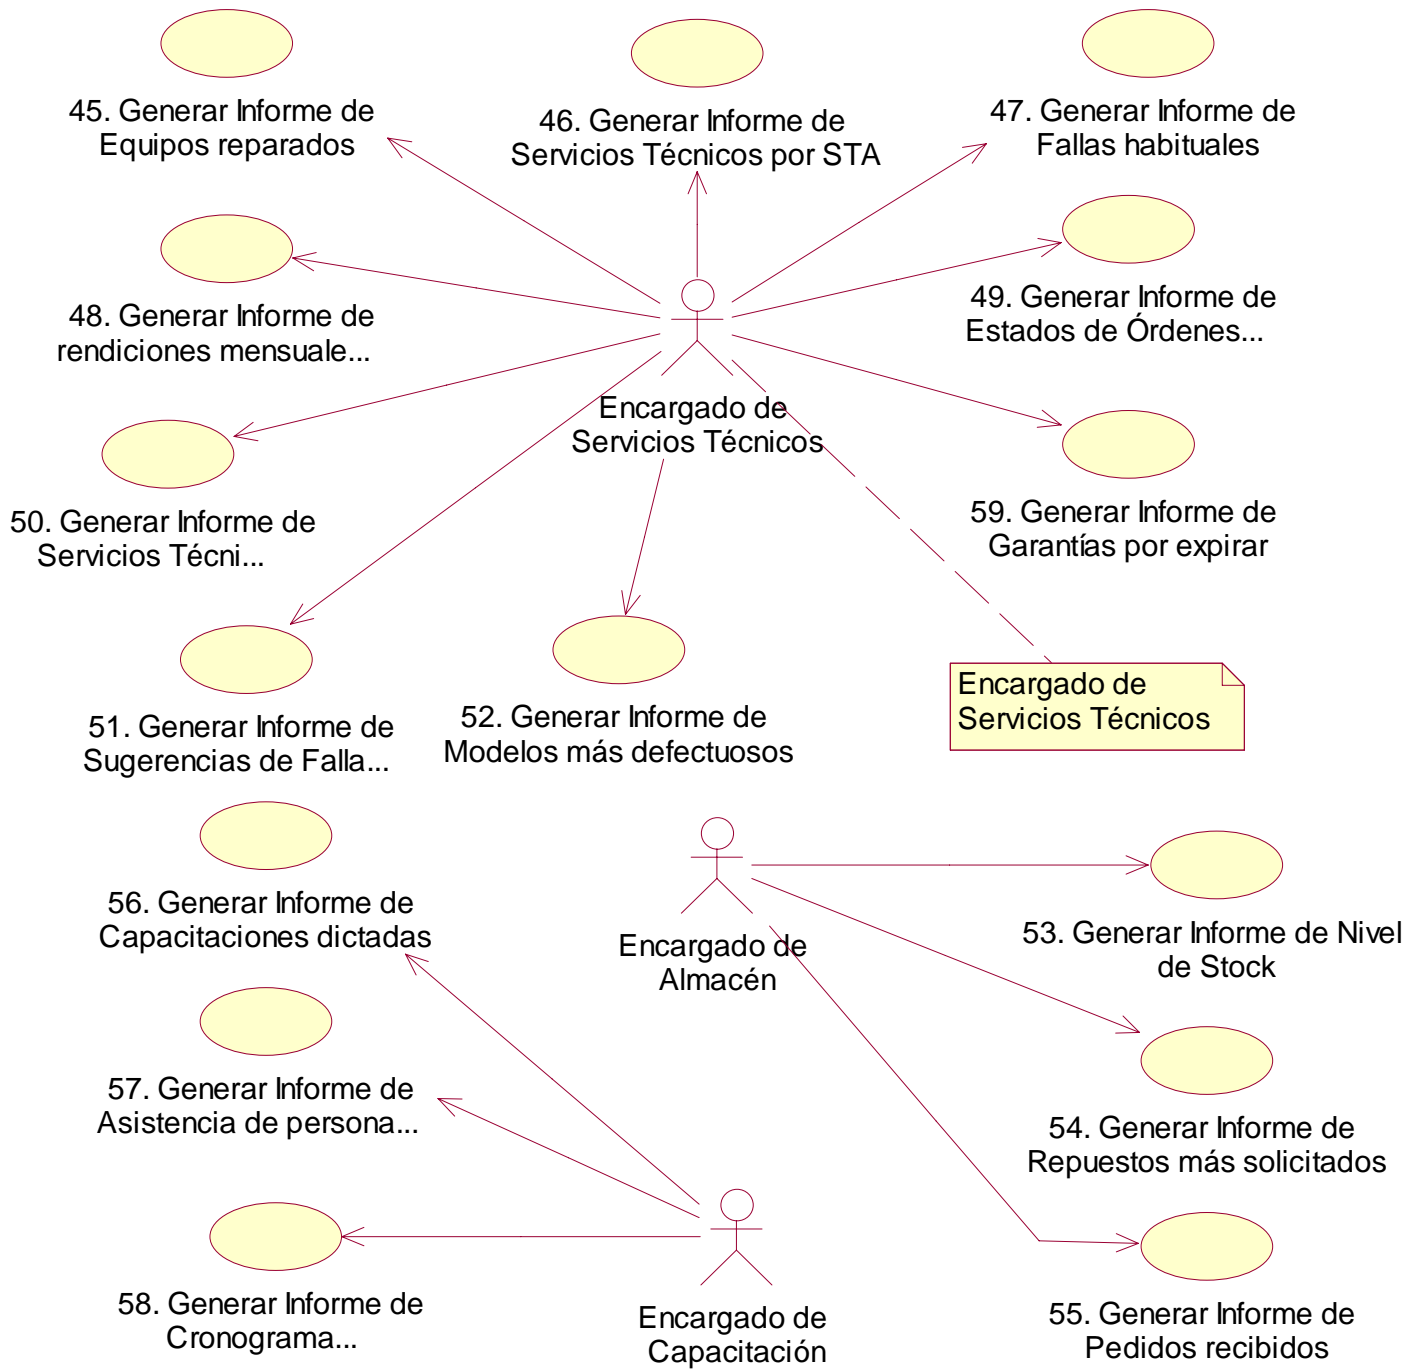 45. Generar Informe de
Equipos reparados
46. Generar Informe de
Servicios Técnicos por STA
47. Generar Informe de
Fallas habituales
48. Generar Informe de
rendiciones mensuale...
49. Generar Informe de
Estados de Órdenes...
Encargado de
Servicios Técnicos
50. Generar Informe de
Servicios Técni...
59. Generar Informe de
Garantías por expirar
51. Generar Informe de
Sugerencias de Falla...
52. Generar Informe de
Modelos más defectuosos
Encargado de
Servicios Técnicos
56. Generar Informe de
Capacitaciones dictadas
Encargado de
Almacén
53. Generar Informe de Nivel
de Stock
57. Generar Informe de
Asistencia de persona...
54. Generar Informe de
Repuestos más solicitados
58. Generar Informe de
Cronograma...
Encargado de
Capacitación
55. Generar Informe de
Pedidos recibidos